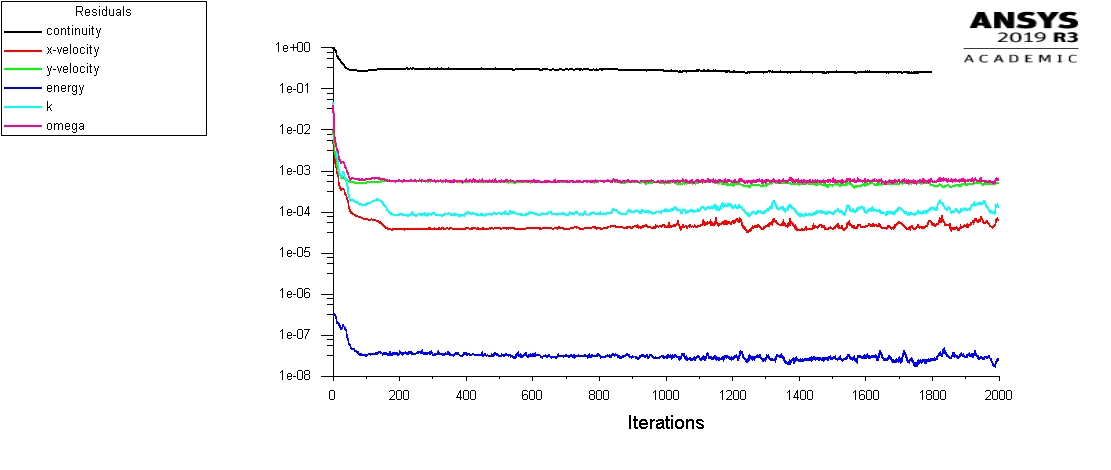 Residuals
continuity
x-velocity
y-velocity
energy
k
omega
ANSYS
2019 R3
ACADEMIC
1e+00
1e-01
1e-02
1e-03
1e-04
1e-05
1e-06
1e-07
1e-08
0 200 400 600 800 1000 1200 1400 1600 1800 2000
Iterations